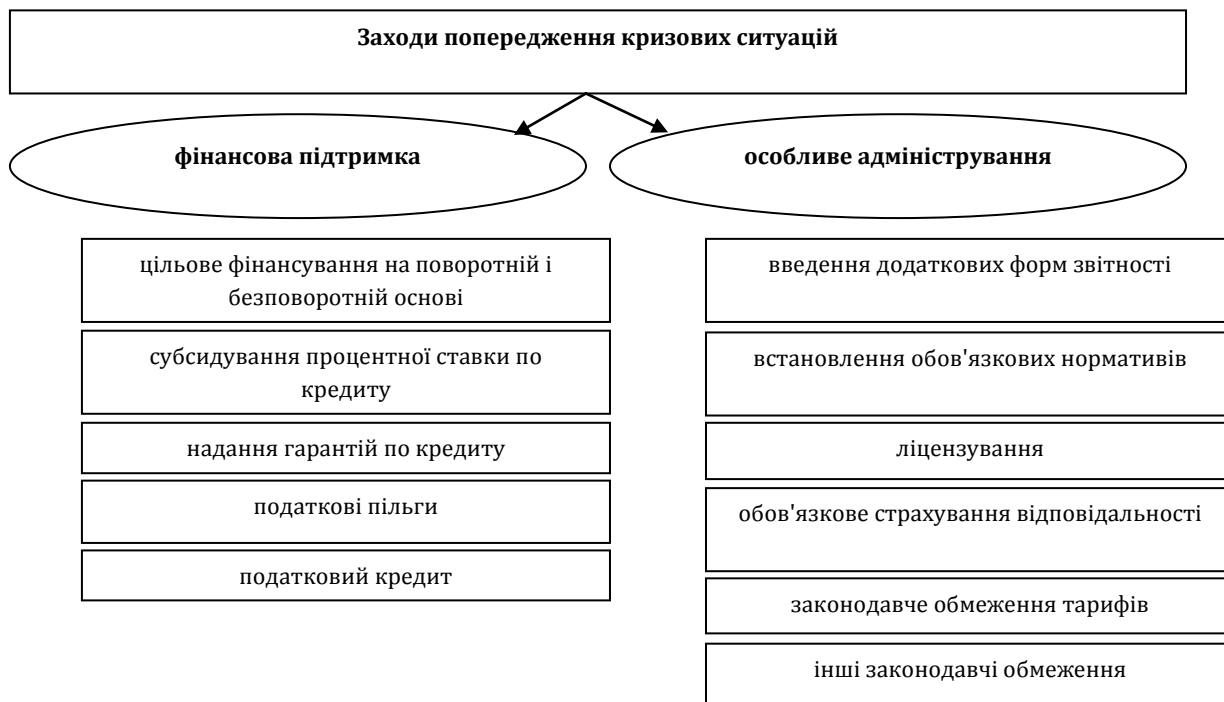 Заходи попередження кризових ситуацій
фінансова підтримка
особливе адміністрування
цільове фінансування на поворотній і
безповоротній основі
субсидування процентної ставки по
кредиту
надання гарантій по кредиту
податкові пільги
податковий кредит
введення додаткових форм звітності
встановлення обов'язкових нормативів
ліцензування
обов'язкове страхування відповідальності
законодавче обмеження тарифів
інші законодавчі обмеження